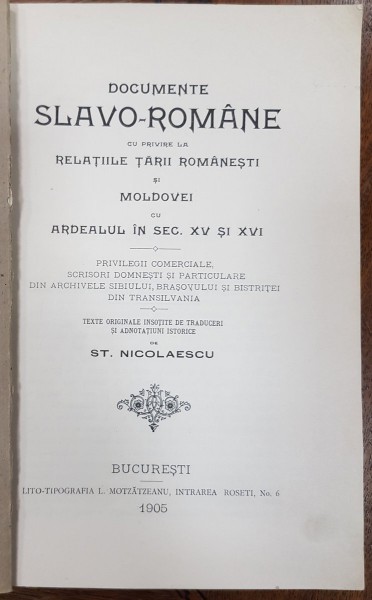 DOCUMENTE
SLAVO-ROMÂNE
CU PRIVIRE LA
RELAȚIILE ȚĂRII ROMÂNEȘTI
ȘI
MOLDOVEI
CU
ARDEALUL ÎN SEC. XV ȘI XVI
PRIVILEGII COMERCIALE,
SCRISORI DOMNEȘTI ȘI PARTICULARE
DIN ARCHIVELE SIBIULUI, BRAȘOVULUI ȘI BISTRIȚEI
DIN TRANSILVANIA
TEXTE ORIGINALE INSOȚITE DE TRADUCERI
ȘI ADNOTAȚIUNI ISTORICE
DE
ST. NICOLAESCU
BUCUREȘTI
LITO-TIPOGRAFIA L. MOTZĂTZEANU, INTRAREA ROSETI, No. 6
1905